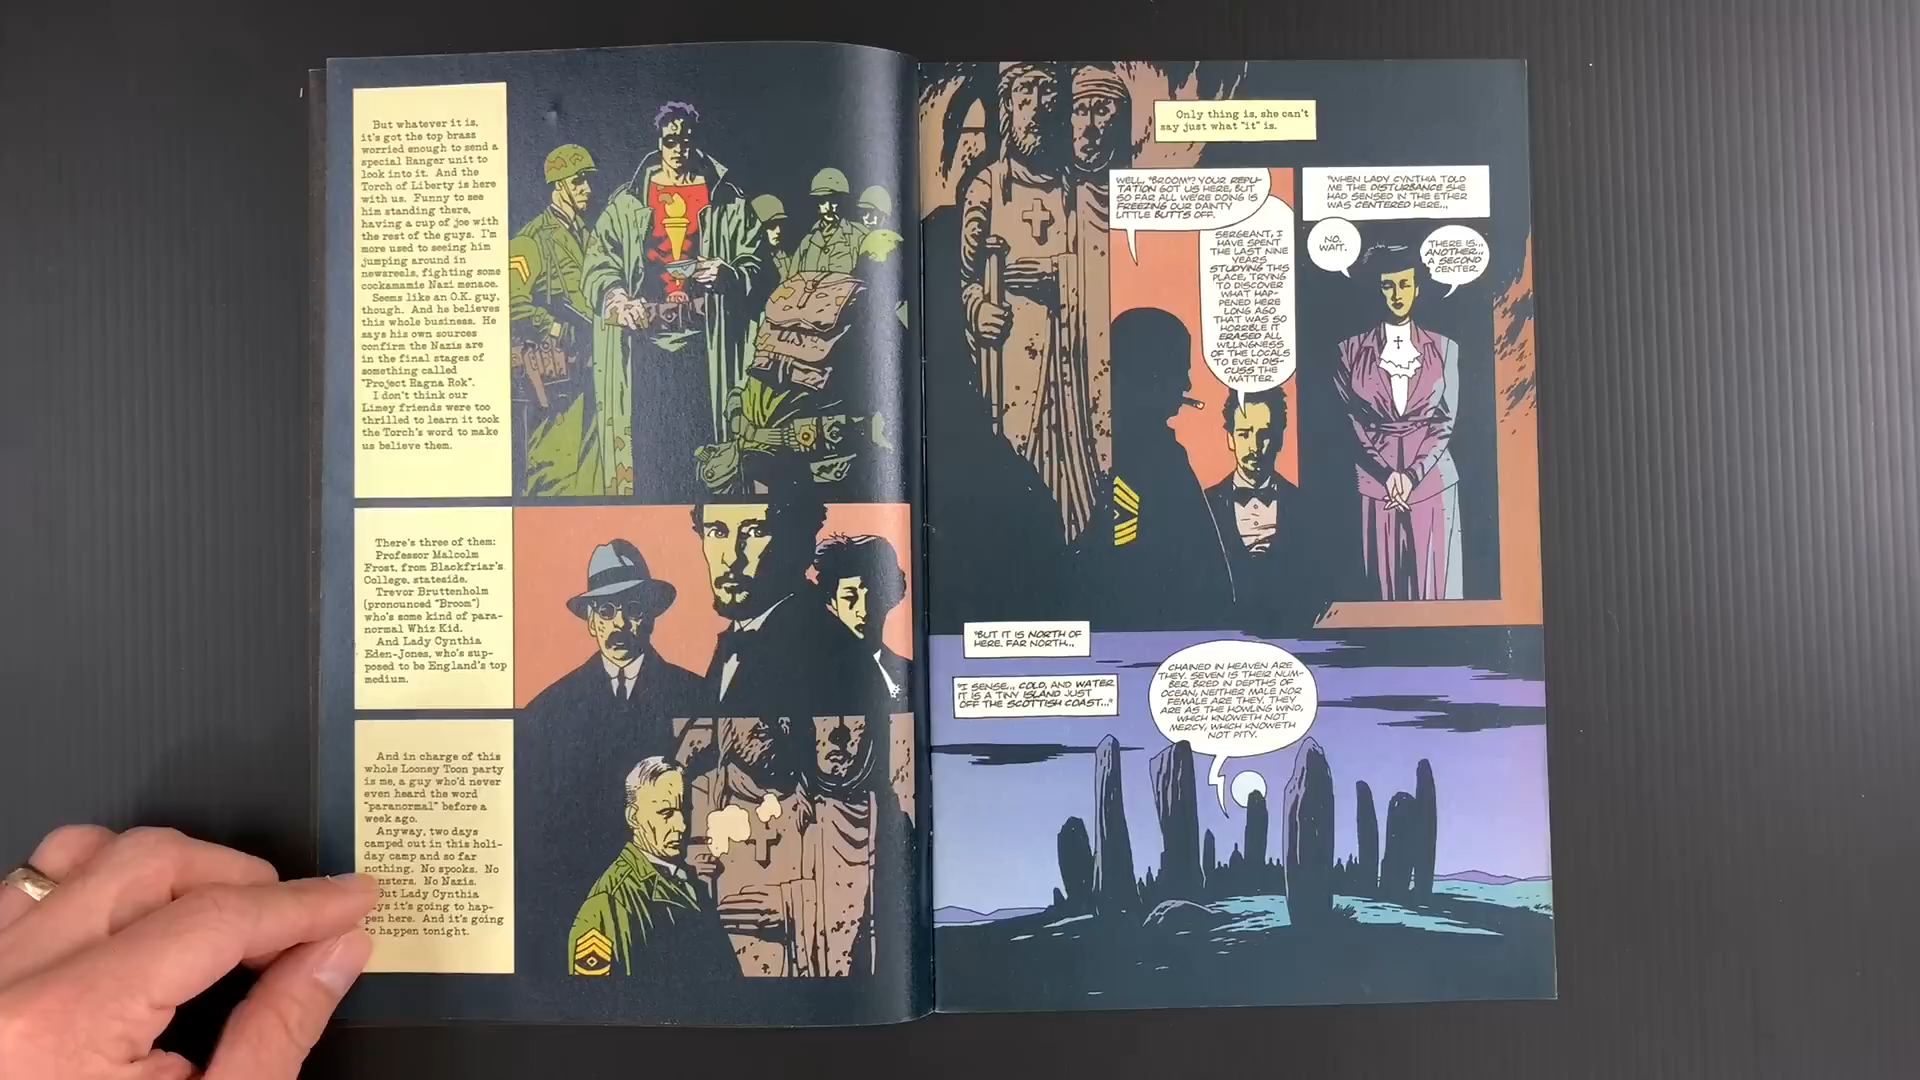 But whatever it is,
it's got the top brass
worried enough to send a
special Ranger unit to
look into it. And the
Torch of Liberty is here
with us. Funny to see
him standing there,
having a cup of joe with
the rest of the guys. I'm
more used to seeing him
jumping around in
newsreels, fighting some
cockamamie Nazi menace.
Seems like an O.K. guy,
though. And he believes
this whole business. He
says his own sources
confirm the Nazis are
in the final stages of
something called
"Project Ragna Rok".
I don't think our
Limey friends were too
thrilled to learn it took
the Torch's word to make
us believe them.
U.S.
There's three of them:
Professor Malcolm
Frost, from Blackfriar's
College, stateside.
Trevor Bruttenholm
(pronounced "Broom")
who's some kind of para-
normal Whiz Kid.
And Lady Cynthia
Eden-Jones, who's sup-
posed to be England's top
medium.
And in charge of this
whole Looney Toon party
is me, a guy who'd never
even heard the word
"paranormal" before a
week ago.
Anyway, two days
camped out in this holi-
day camp and so far
nothing. No spooks. No
nsters. No Nazis.
But Lady Cynthia
ys it's going to hap-
pen here. And it's going
to happen tonight.
Only thing is, she can't
say just what "it" is.
WELL, "BROOM"? YOUR REPU-
TATION GOT US HERE, BUT
SO FAR ALL WE'RE DOING IS
FREEZING OUR DAINTY
LITTLE BUTTS OFF.
SERGEANT, I
HAVE SPENT
THE LAST NINE
YEARS
STUDYING THIS
PLACE, TRYING
TO DISCOVER
WHAT HAP-
PENED HERE
LONG AGO
THAT WAS SO
HORRIBLE IT
ERASED ALL
WILLINGNESS
OF THE LOCALS
TO EVEN DIS-
CUSS THE
MATTER.
"WHEN LADY CYNTHIA TOLD
ME THE DISTURBANCE SHE
HAD SENSED IN THE ETHER
WAS CENTERED HERE...
NO.
WAIT.
THERE IS...
ANOTHER...
A SECOND
CENTER.
"BUT IT IS NORTH OF
HERE. FAR NORTH...
"I SENSE... COLD, AND WATER
IT IS A TINY ISLAND JUST
OFF THE SCOTTISH COAST..."
CHAINED IN HEAVEN ARE
THEY. SEVEN IS THEIR NUM-
BER. BRED IN DEPTHS OF
OCEAN, NEITHER MALE NOR
FEMALE ARE THEY. THEY
ARE AS THE HOWLING WIND,
WHICH KNOWETH NOT
MERCY, WHICH KNOWETH
NOT PITY.